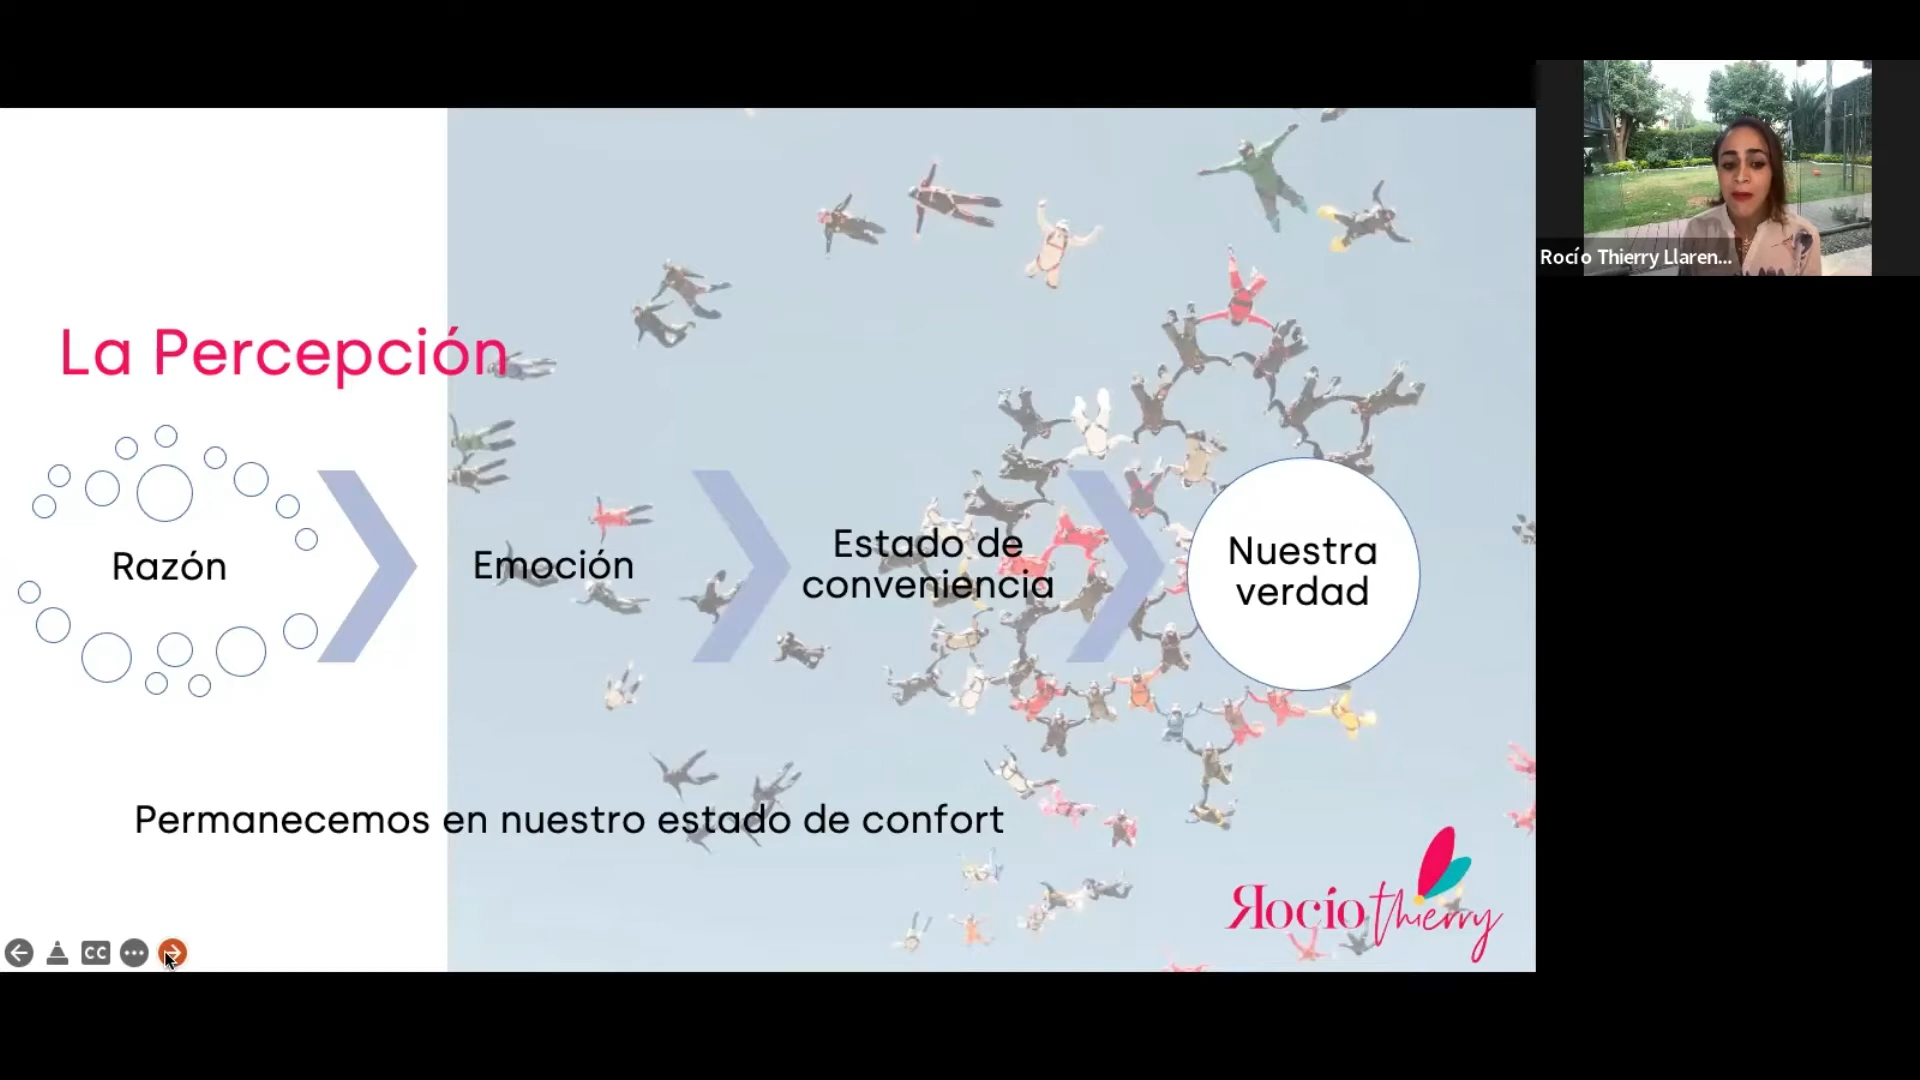 La Percepción
Razón
Emoción
Estado de
conveniencia
Nuestra
verdad
Permanecemos en nuestro estado de confort
Rocío Thierry
CC
Rocío Thierry Llaren...